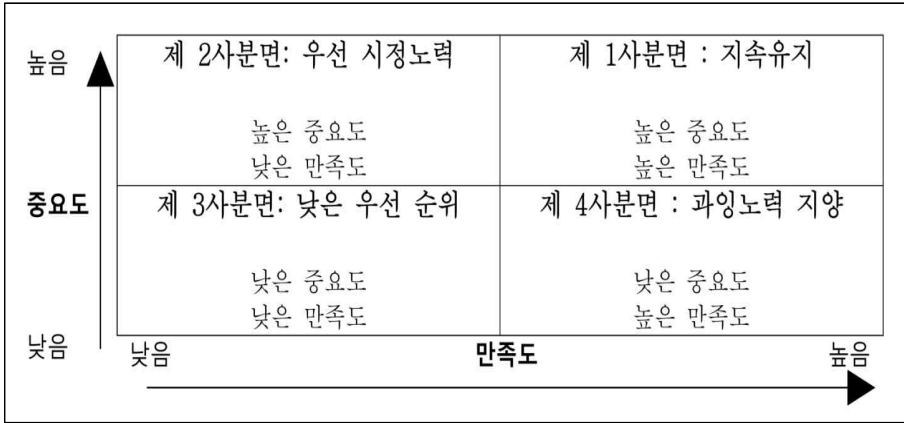 높음
제 2사분면: 우선 시정노력
제 1사분면 : 지속유지
높은 중요도
낮은 만족도
높은 중요도
높은 만족도
중요도
제 3사분면: 낮은 우선 순위
제 4사분면 : 과잉노력 지양
낮은 중요도
낮은 만족도
낮은 중요도
높은 만족도
낮음
낮음
만족도
높음